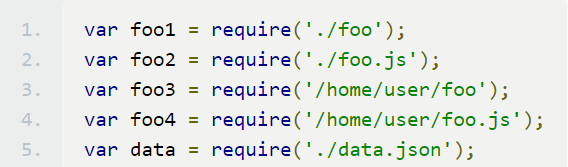 1. var foo1 = require('./foo');
2. var foo2 = require('./foo.js');
3. var foo3 = require('/home/user/foo');
4. var foo4 = require('/home/user/foo.js');
5. var data = require('./data.json');